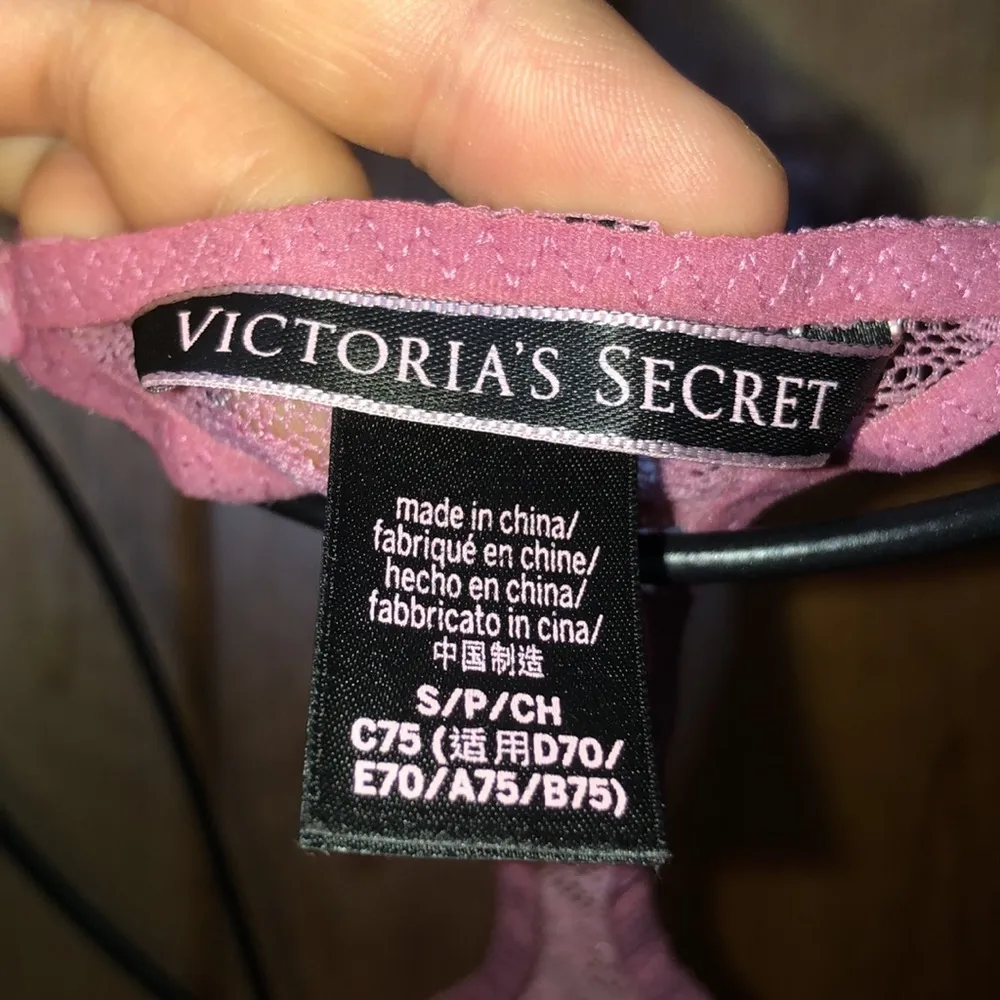 VICTORIA'S SECRET
made in china/
fabriqué en chine/
hecho en china/
fabbricato in cina/
中国制造
S/P/CH
C75 (适用D70/
E70/A75/B75)